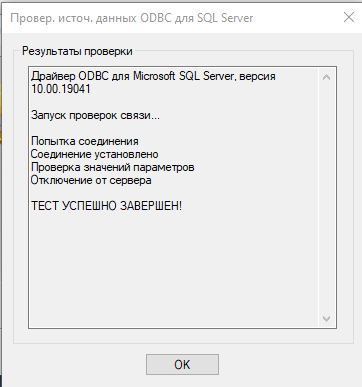 Провер. источ. данных ODBC для SQL Server
Результаты проверки
Драйвер ODBC для Microsoft SQL Server, версия
10.00.19041
Запуск проверок связи...
Попытка соединения
Соединение установлено
Проверка значений параметров
Отключение от сервера
ТЕСТ УСПЕШНО ЗАВЕРШЕН!
OK